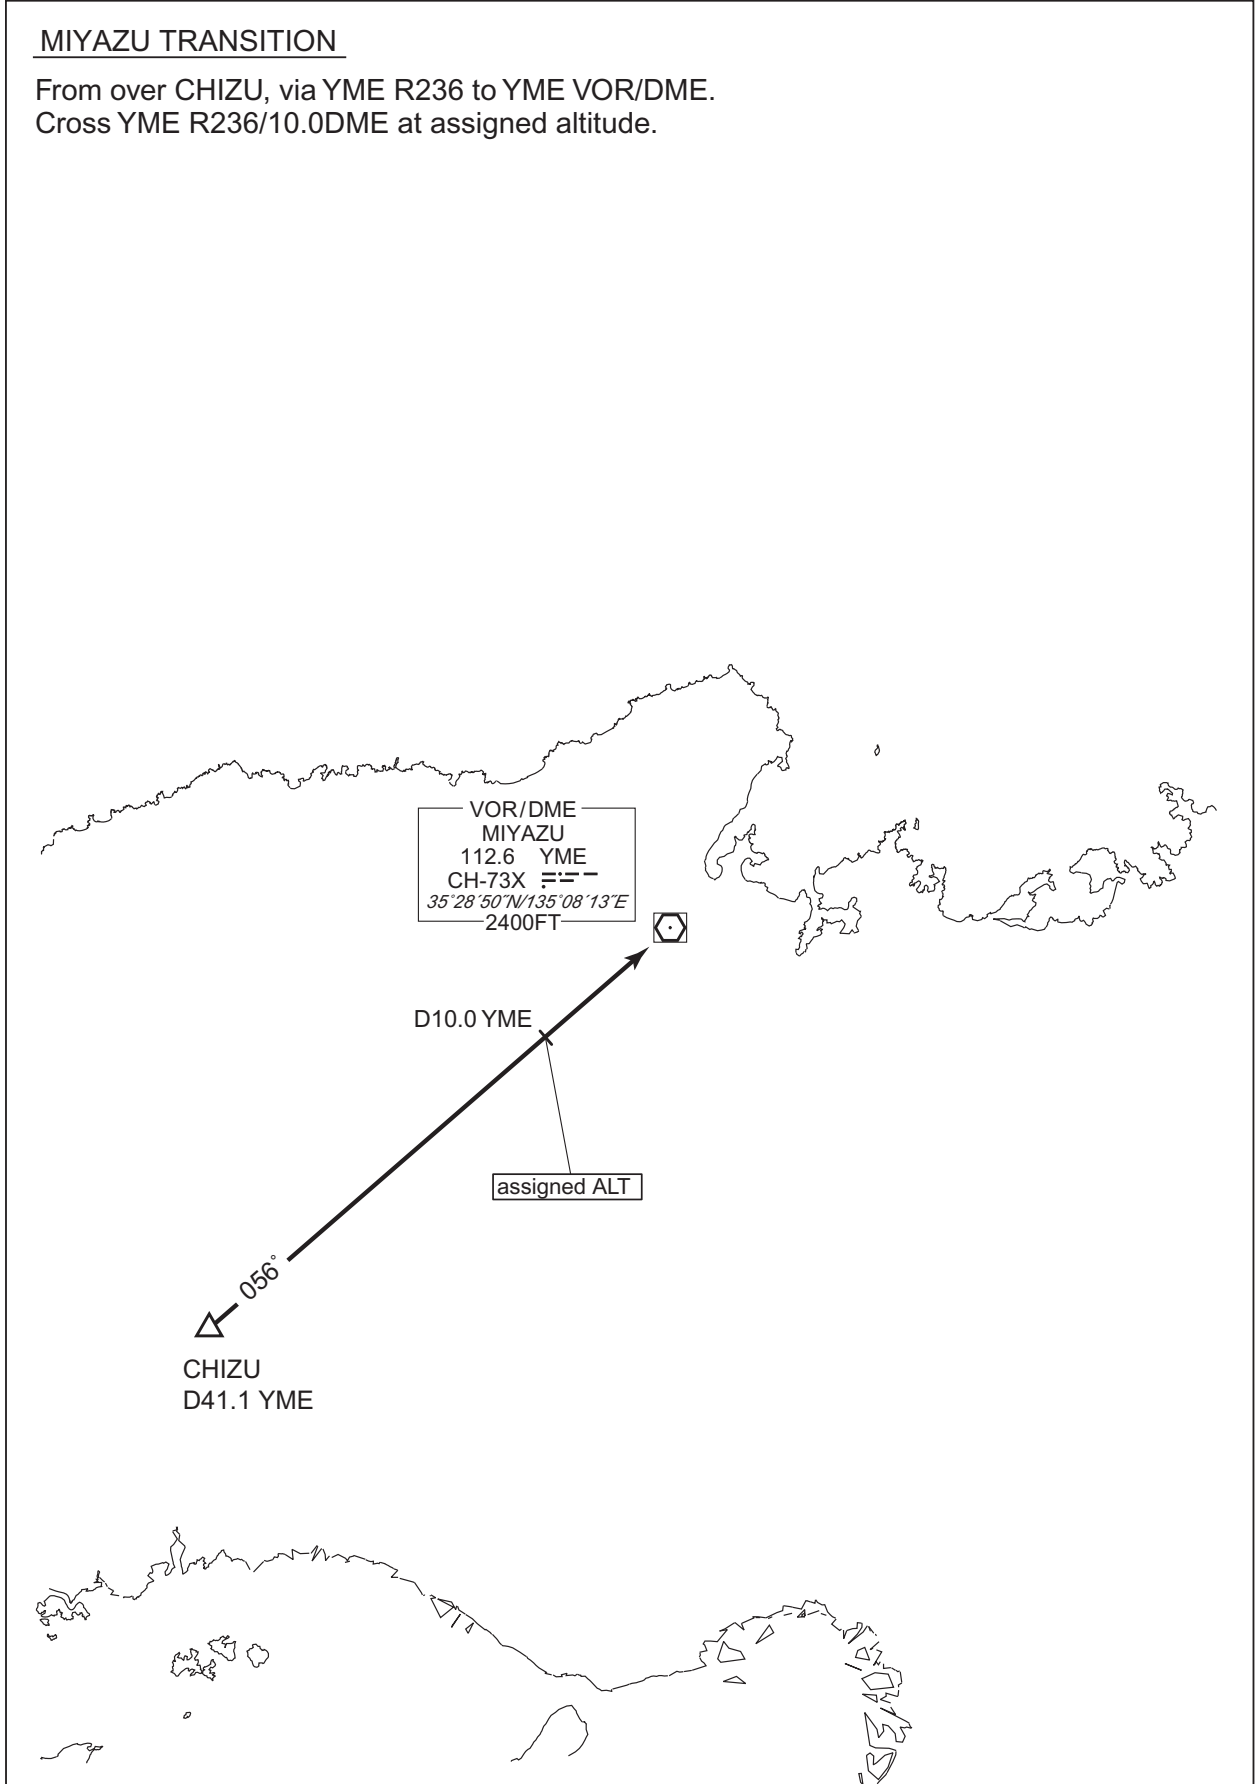 MIYAZU TRANSITION
From over CHIZU, via YME R236 to YME VOR/DME.
Cross YME R236/10.0DME at assigned altitude.
VOR/DME
MIYAZU
112.6 YME
CH-73X
35°28′50″N/135°08′13″E
2400FT
D10.0 YME
assigned ALT
056°
CHIZU
D41.1 YME